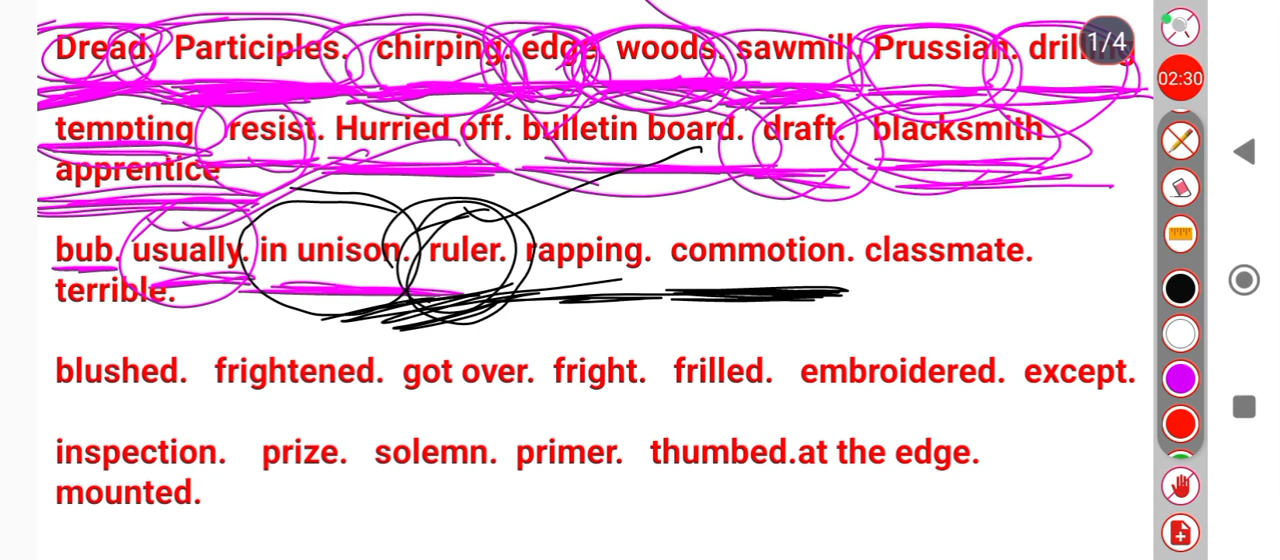 Dread. Participles. chirping. edge. woods. sawmill. Prussian. drilling
1/4
02:30
tempting resist. Hurried off. bulletin board. draft. blacksmith
apprentice
bub. usually. in unison. ruler. rapping. commotion. classmate.
terrible.
blushed. frightened. got over. fright. frilled. embroidered. except.
inspection. prize. solemn. primer. thumbed.at the edge.
mounted.